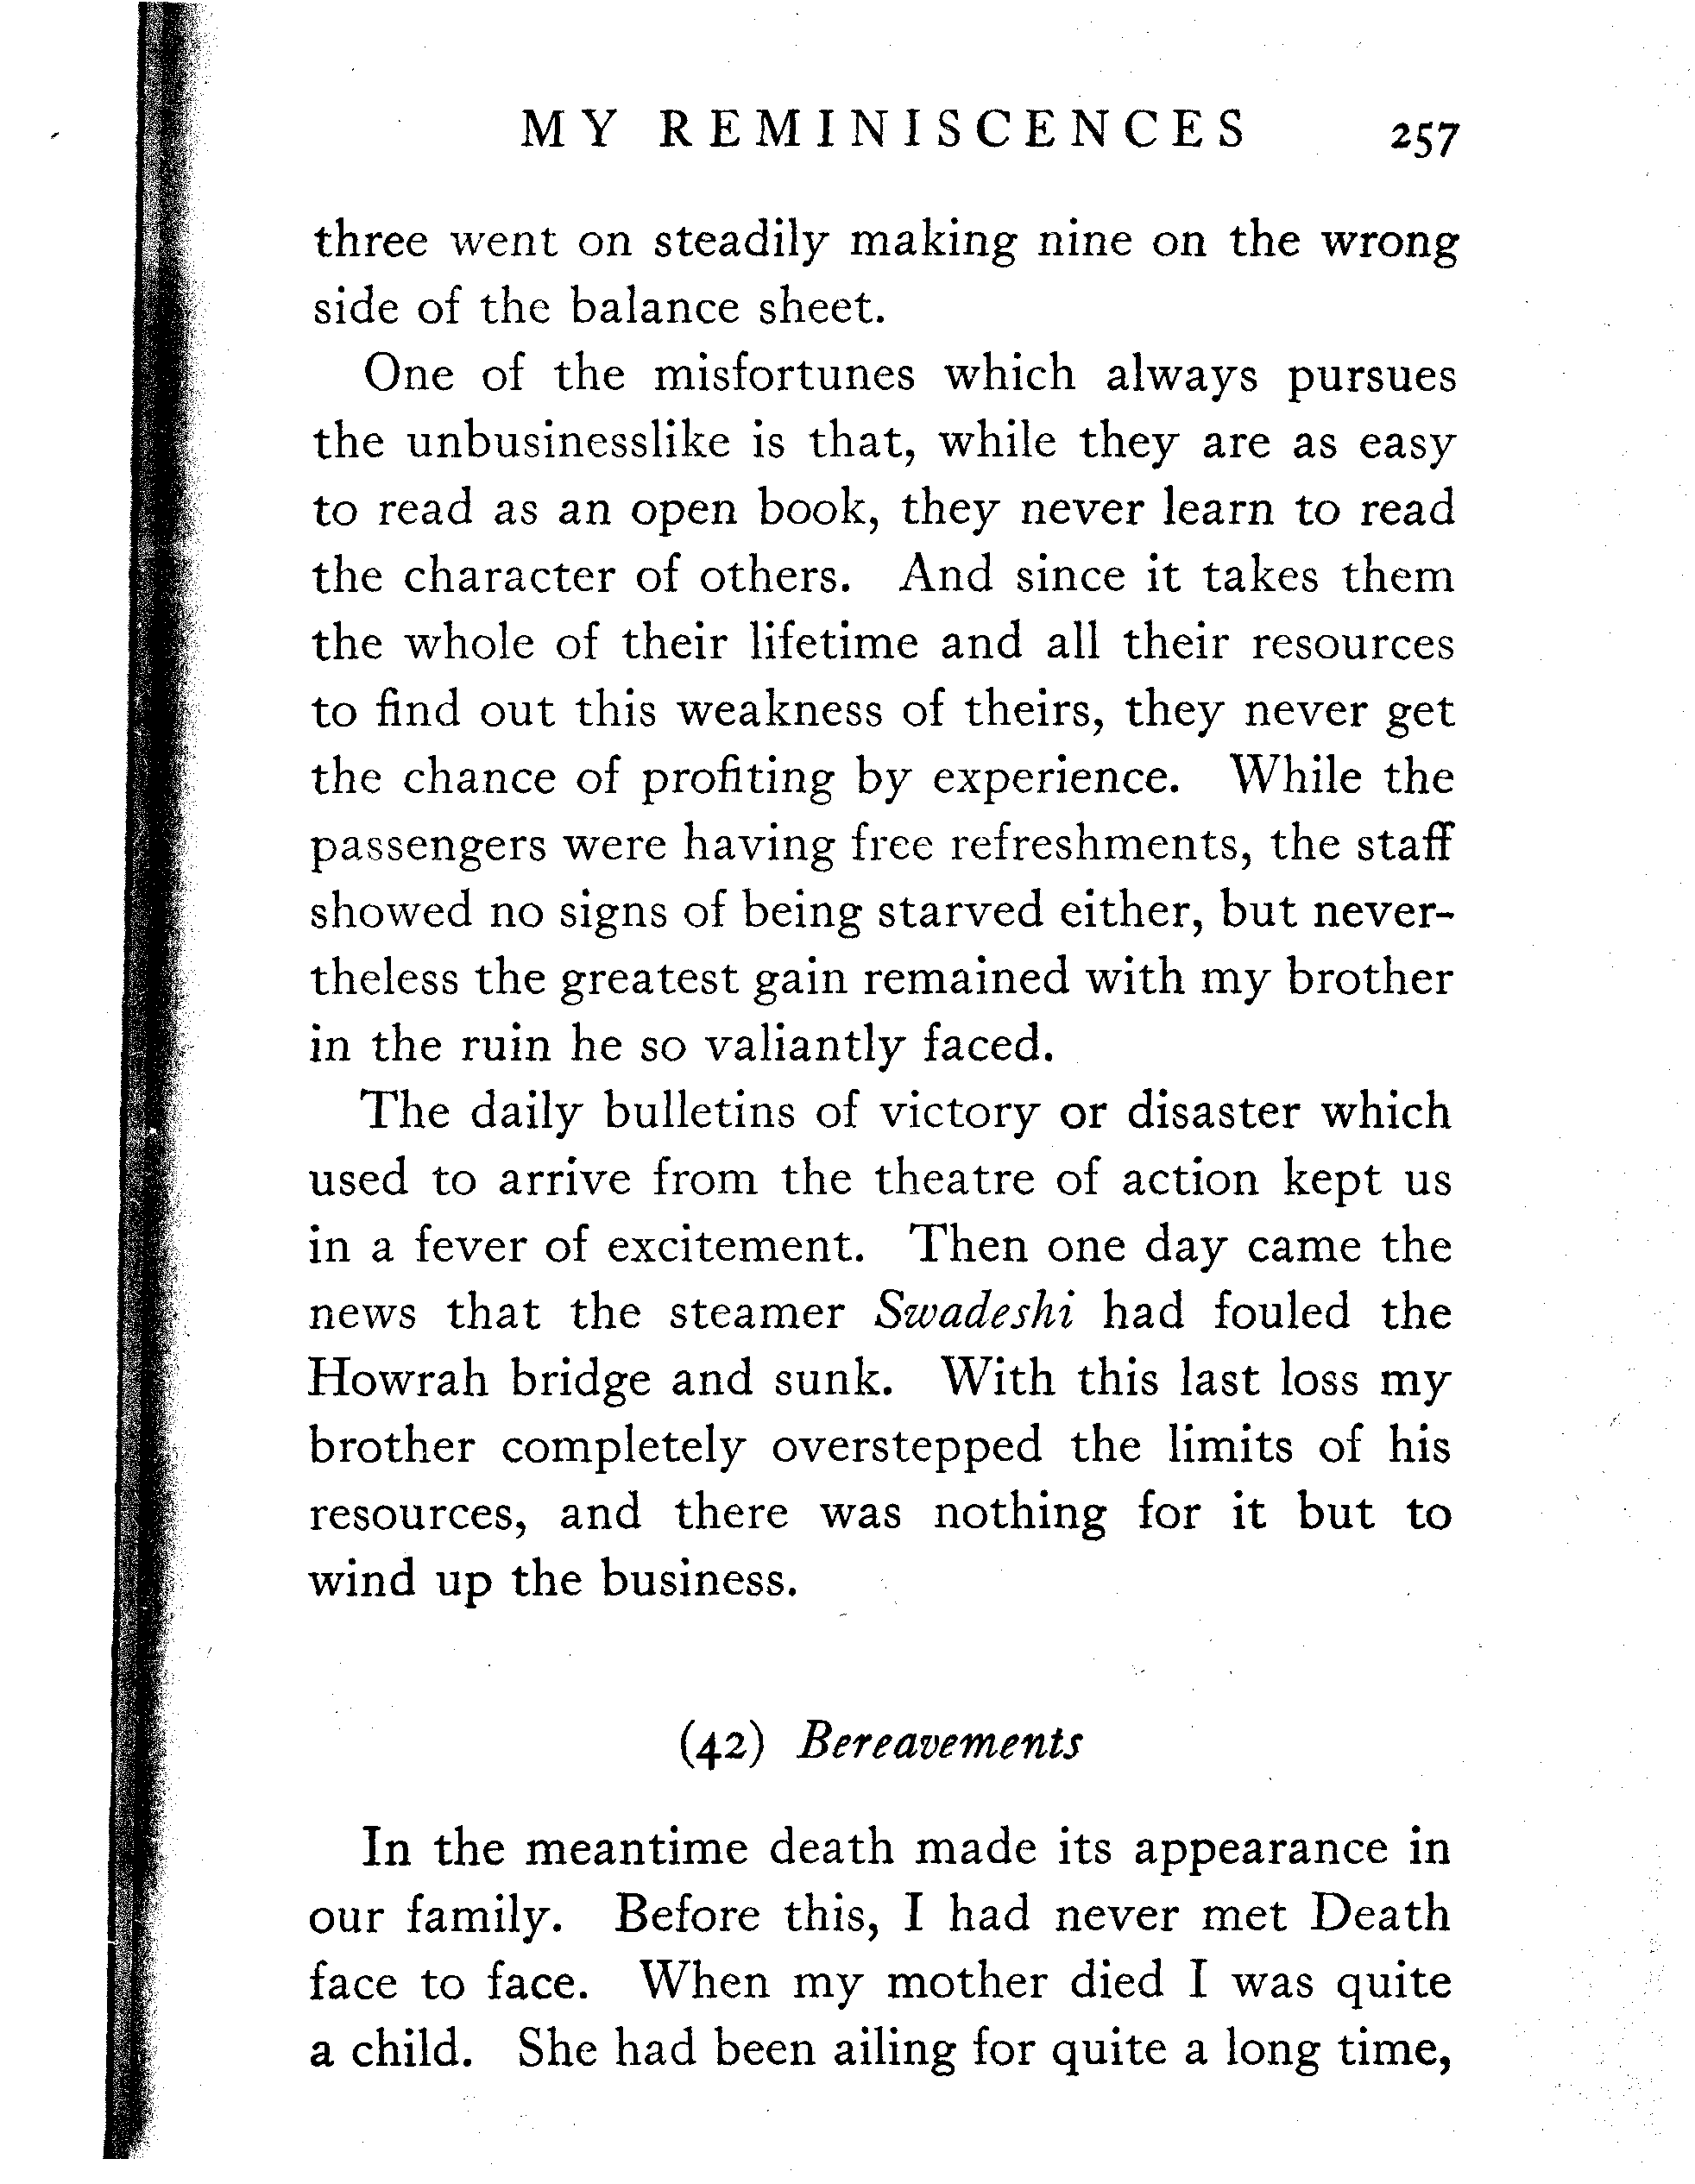 MY REMINISCENCES 257
three went on steadily making nine on the wrong
side of the balance sheet.
One of the misfortunes which always pursues
the unbusinesslike is that, while they are as easy
to read as an open book, they never learn to read
the character of others. And since it takes them
the whole of their lifetime and all their resources
to find out this weakness of theirs, they never get
the chance of profiting by experience. While the
passengers were having free refreshments, the staff
showed no signs of being starved either, but never-
theless the greatest gain remained with my brother
in the ruin he so valiantly faced.
The daily bulletins of victory or disaster which
used to arrive from the theatre of action kept us
in a fever of excitement. Then one day came the
news that the steamer Swadeshi had fouled the
Howrah bridge and sunk. With this last loss my
brother completely overstepped the limits of his
resources, and there was nothing for it but to
wind up the business.
(42) Bereavements
In the meantime death made its appearance in
our family. Before this, I had never met Death
face to face. When my mother died I was quite
a child. She had been ailing for quite a long time,